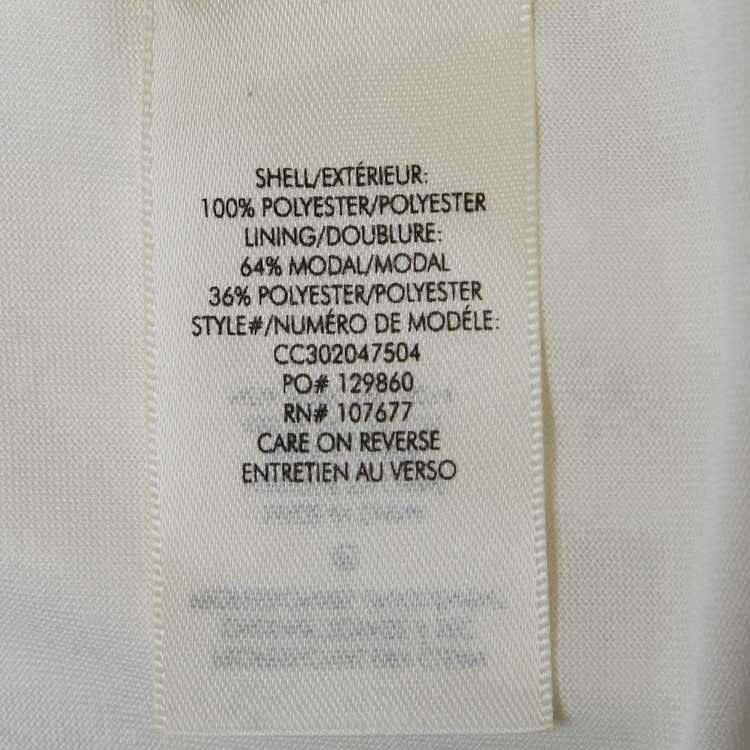 SHELL/EXTÉRIEUR:
100% POLYESTER/POLYESTER
LINING/DOUBLURE:
64% MODAL/MODAL
36% POLYESTER/POLYESTER
STYLE#/NUMÉRO DE MODÉLE:
CC302047504
PO# 129860
RN# 107677
CARE ON REVERSE
ENTRETIEN AU VERSO